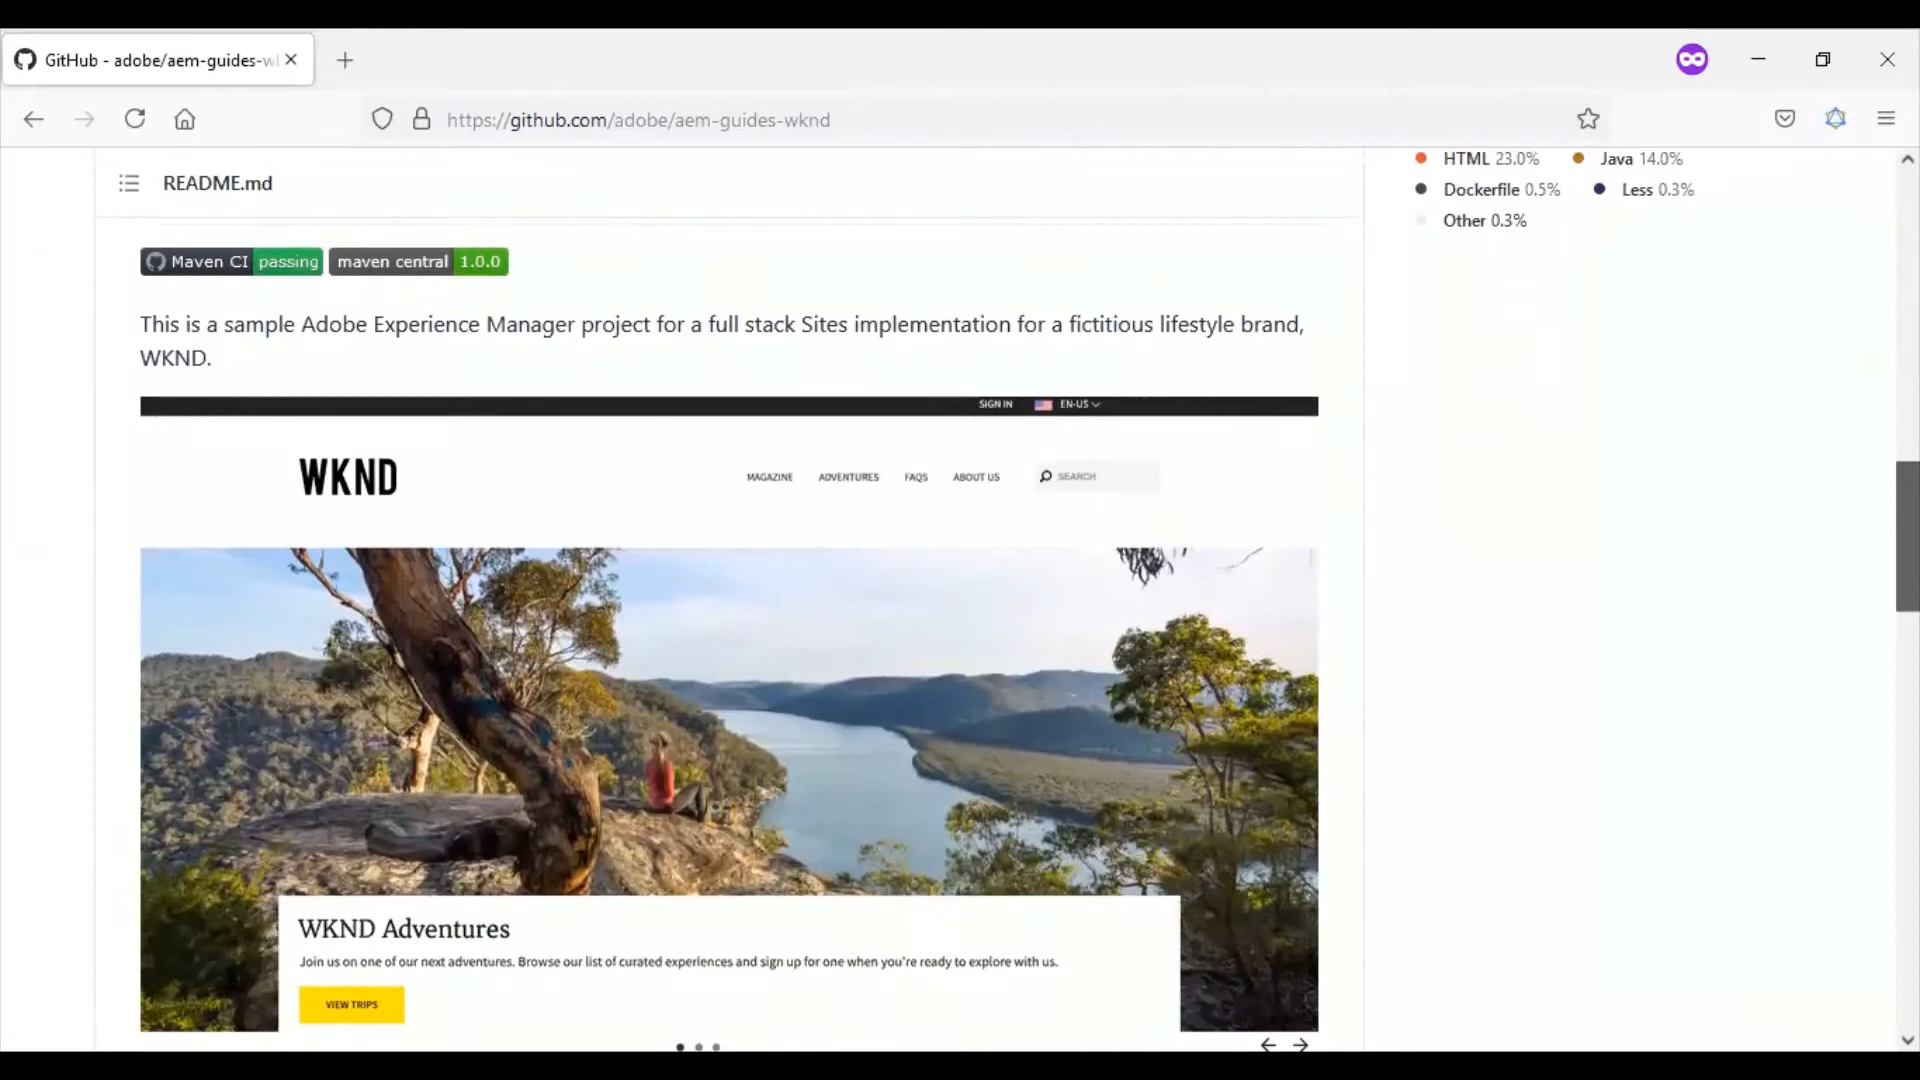 GitHub - adobe/aem-guides-w
https://github.com/adobe/aem-guides-wknd
HTML 23.0% Java 14.0%
README.md
Dockerfile 0.5% Less 0.3%
Other 0.3%
Maven CI passing maven central 1.0.0
This is a sample Adobe Experience Manager project for a full stack Sites implementation for a fictitious lifestyle brand,
WKND.
SIGN IN EN-US
WKND MAGAZINE ADVENTURES FAQS ABOUT US SEARCH
WKND Adventures
Join us on one of our next adventures. Browse our list of curated experiences and sign up for one when you're ready to explore with us.
VIEW TRIPS